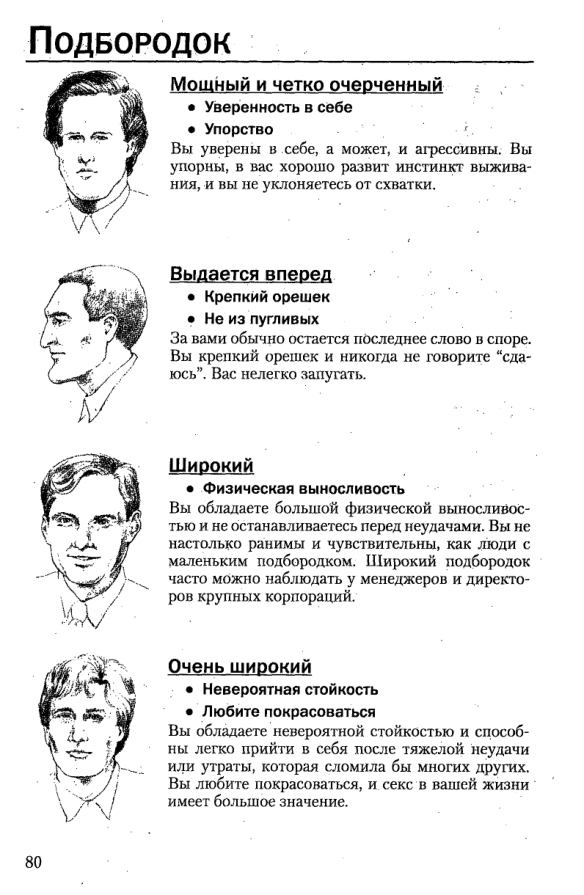 Подбородок
Мощный и четко очерченный
• Уверенность в себе
• Упорство
Вы уверены в себе, а может, и агрессивны. Вы
упорны, в вас хорошо развит инстинкт выжива-
ния, и вы не уклоняетесь от схватки.
Выдается вперед
• Крепкий орешек
• Не из пугливых
За вами обычно остается последнее слово в споре.
Вы крепкий орешек и никогда не говорите “сда-
юсь”. Вас нелегко запугать.
Широкий
• Физическая выносливость
Вы обладаете большой физической выносливос-
тью и не останавливаетесь перед неудачами. Вы не
настолько ранимы и чувствительны, как люди с
маленьким подбородком. Широкий подбородок
часто можно наблюдать у менеджеров и директо-
ров крупных корпораций.
Очень широкий
• Невероятная стойкость
• Любите покрасоваться
Вы обладаете невероятной стойкостью и способ-
ны легко прийти в себя после тяжелой неудачи
или утраты, которая сломила бы многих других.
Вы любите покрасоваться, и секс в вашей жизни
имеет большое значение.
80